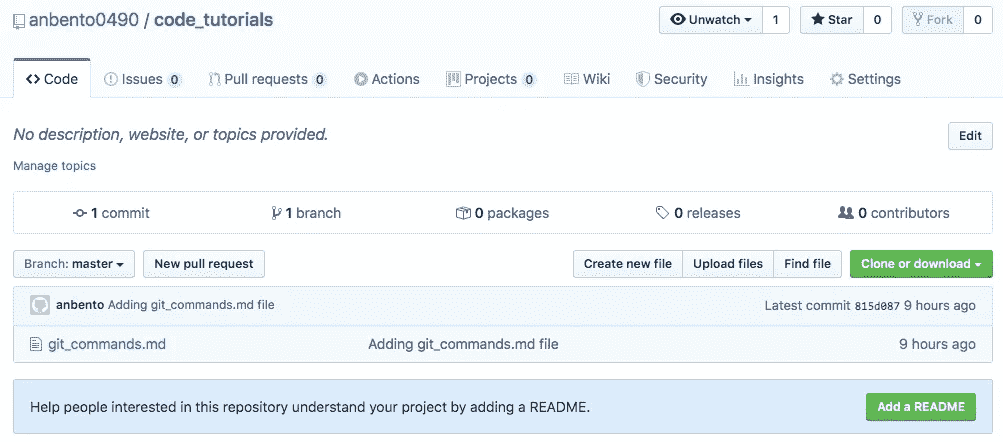 anbento0490 / code_tutorials Unwatch 1 Star 0 Fork 0
Code Issues 0 Pull requests 0 Actions Projects 0 Wiki Security Insights Settings
No description, website, or topics provided. Edit
Manage topics
1 commit 1 branch 0 packages 0 releases 0 contributors
Branch: master New pull request Create new file Upload files Find file Clone or download
anbento Adding git_commands.md file Latest commit 815d087 9 hours ago
git_commands.md Adding git_commands.md file 9 hours ago
Help people interested in this repository understand your project by adding a README. Add a README